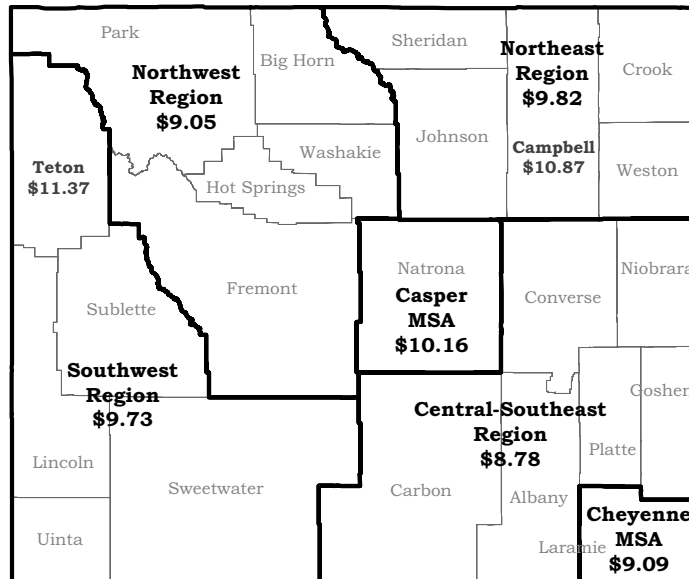 Park
Sheridan
Big Horn
Northeast
Region
$9.82
Crook
Northwest
Region
$9.05
Johnson
Campbell
$10.87
Washakie
Weston
Teton
$11.37
Hot Springs
Natrona
Niobrara
Fremont
Sublette
Converse
Casper
MSA
$10.16
Southwest
Region
$9.73
Goshen
Central-Southeast
Region
$8.78
Platte
Lincoln
Sweetwater
Carbon
Albany
Uinta
Laramie
Cheyenne
MSA
$9.09